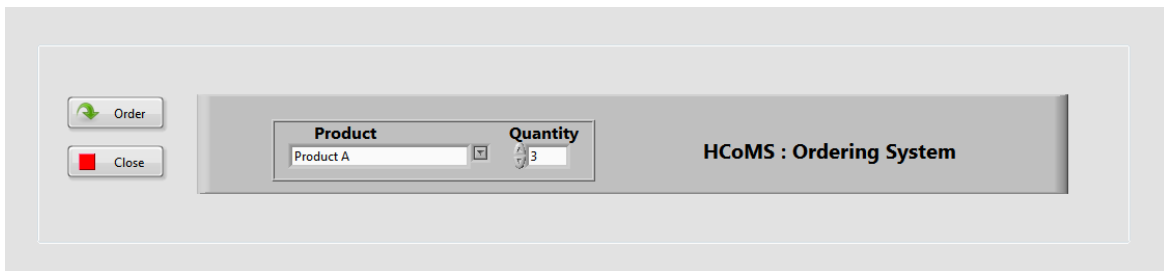 Order
Close
Product
Quantity
Product A
3
HCoMS : Ordering System